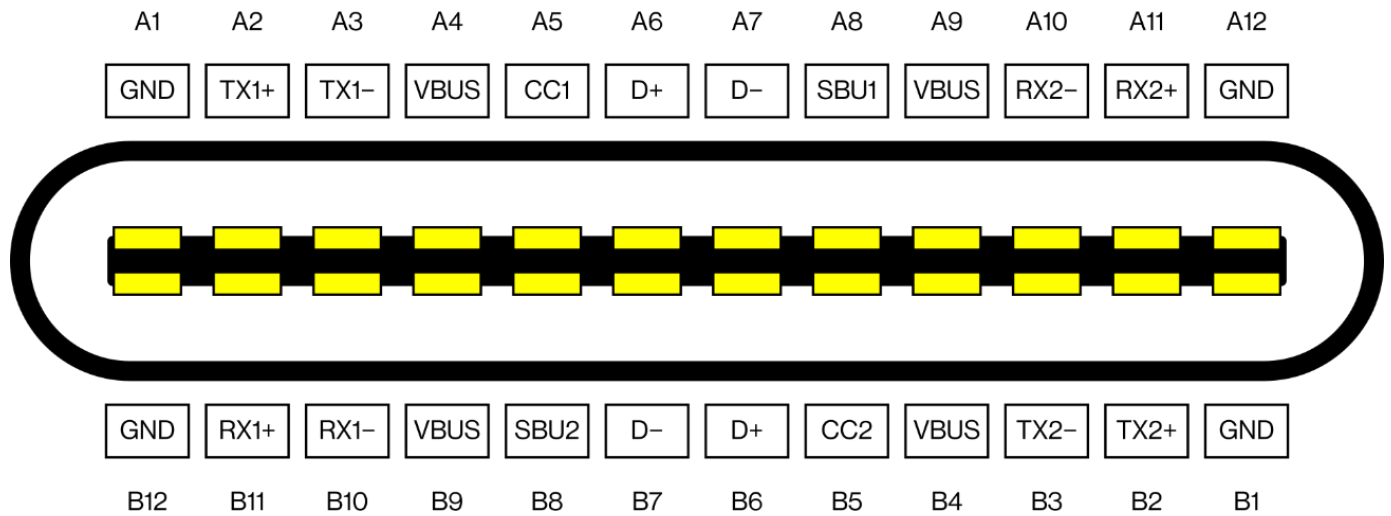 A1 A2 A3 A4 A5 A6 A7 A8 A9 A10 A11 A12
GND TX1+ TX1− VBUS CC1 D+ D− SBU1 VBUS RX2− RX2+ GND
GND RX1+ RX1− VBUS SBU2 D− D+ CC2 VBUS TX2− TX2+ GND
B12 B11 B10 B9 B8 B7 B6 B5 B4 B3 B2 B1